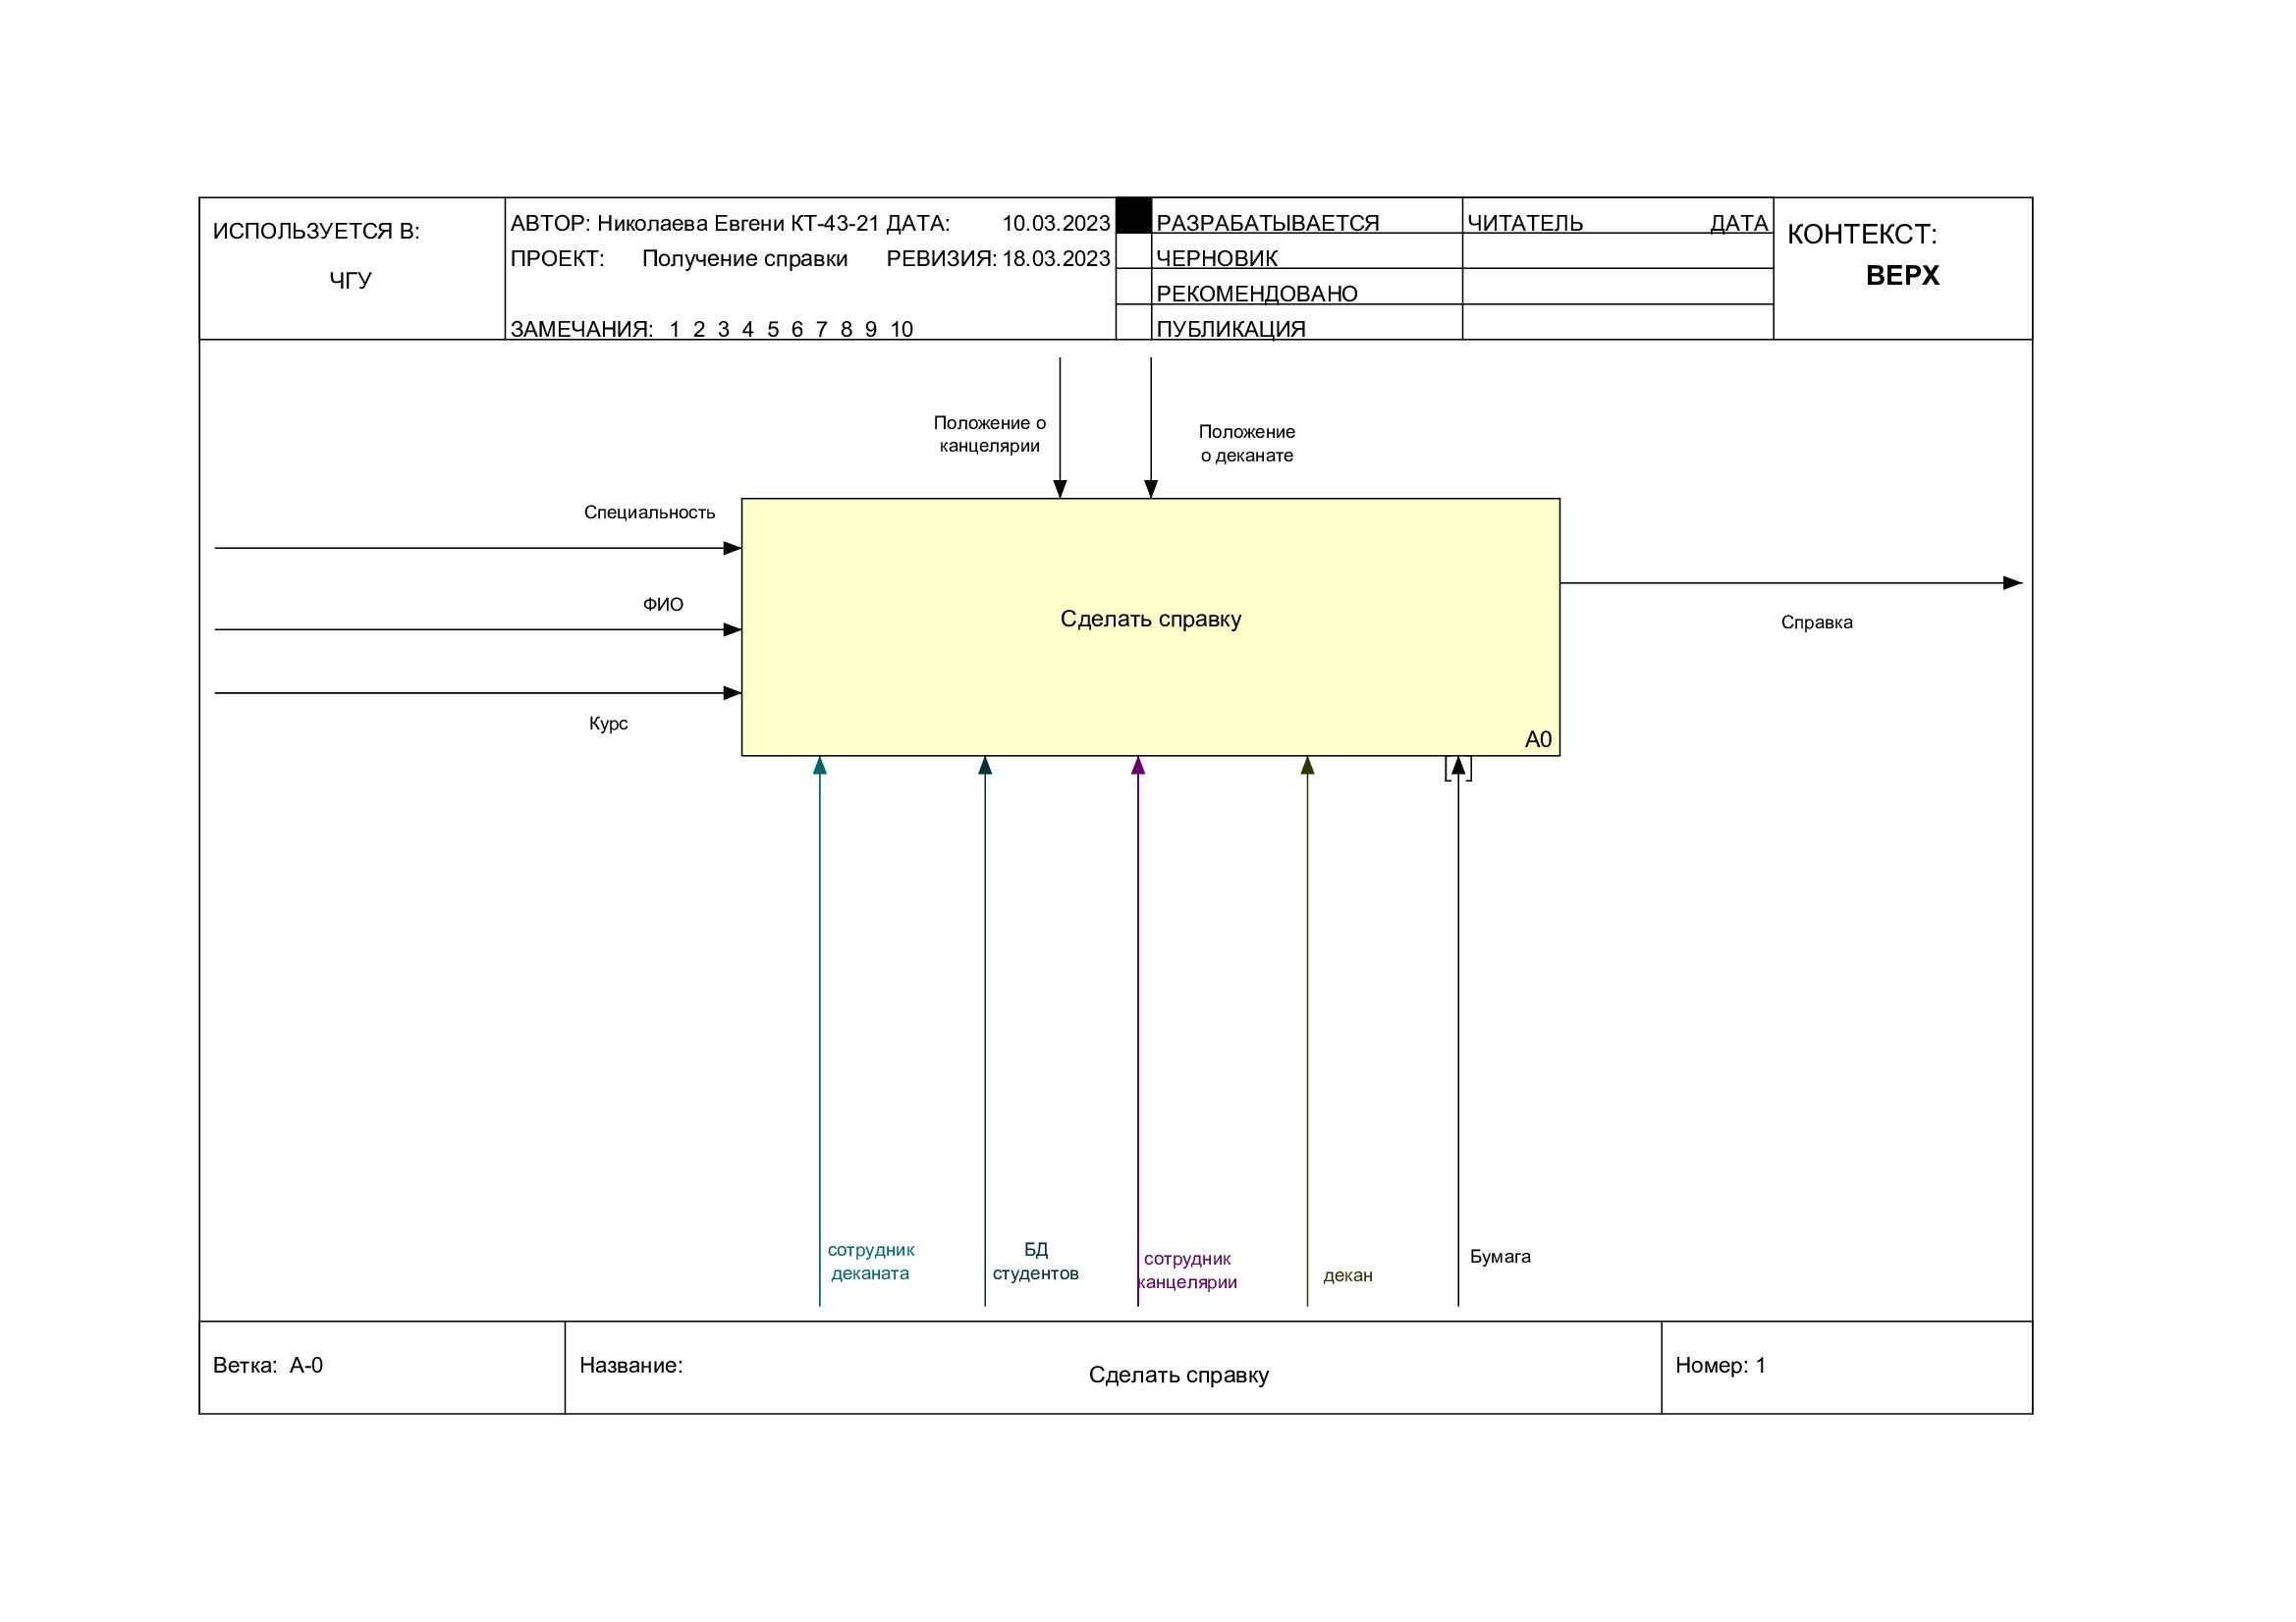 ИСПОЛЬЗУЕТСЯ В:
ЧГУ
АВТОР: Николаева Евгени КТ-43-21 ДАТА: 10.03.2023
ПРОЕКТ: Получение справки РЕВИЗИЯ: 18.03.2023
ЗАМЕЧАНИЯ: 1 2 3 4 5 6 7 8 9 10
РАЗРАБАТЫВАЕТСЯ
ЧЕРНОВИК
РЕКОМЕНДОВАНО
ПУБЛИКАЦИЯ
ЧИТАТЕЛЬ ДАТА
КОНТЕКСТ:
ВЕРХ
Положение о
канцелярии
Положение
о деканате
Специальность
ФИО
Курс
Сделать справку
A0
Справка
сотрудник
деканата
БД
студентов
сотрудник
канцелярии
декан
Бумага
Ветка: A-0
Название:
Сделать справку
Номер: 1